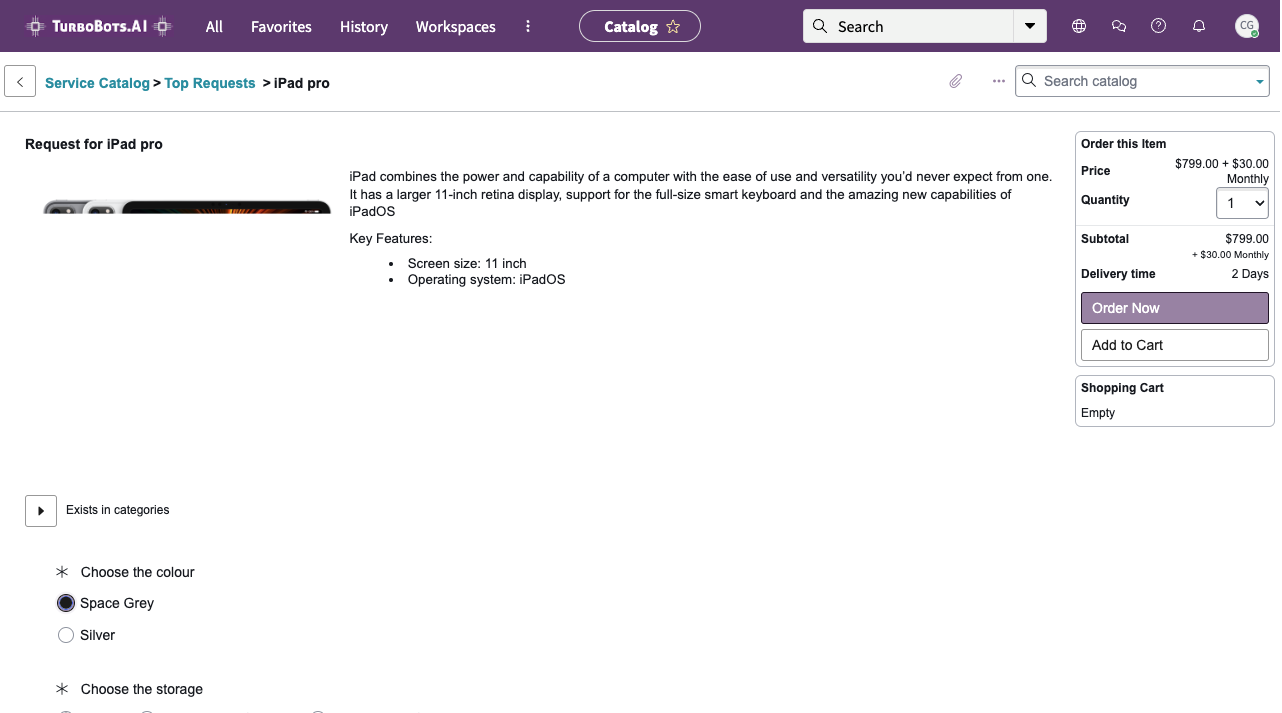 TurboBots.AI
All
Favorites
History
Workspaces
Catalog
Search
CG
Service Catalog > Top Requests > iPad pro
Search catalog
Request for iPad pro
iPad combines the power and capability of a computer with the ease of use and versatility you’d never expect from one.
It has a larger 11-inch retina display, support for the full-size smart keyboard and the amazing new capabilities of
iPadOS
Key Features:
• Screen size: 11 inch
• Operating system: iPadOS
Order this Item
Price $799.00 + $30.00
Monthly
Quantity 1
Subtotal $799.00
+ $30.00 Monthly
Delivery time 2 Days
Order Now
Add to Cart
Shopping Cart
Empty
Exists in categories
Choose the colour
Space Grey
Silver
Choose the storage